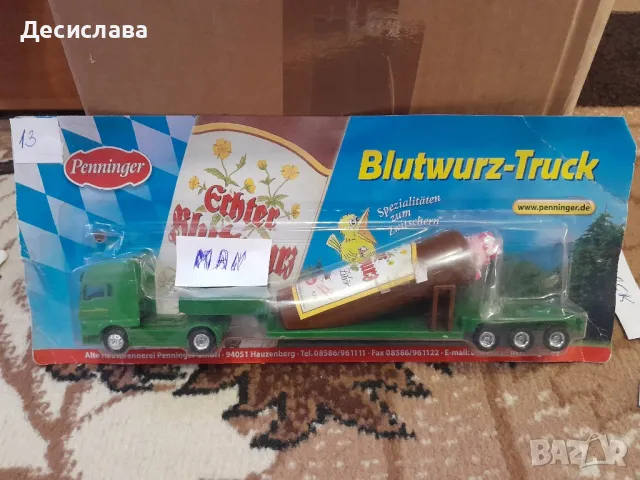 Десислава
13
Penninger
Blutwurz-Truck
www.penninger.de
Echter
Spezialitäten
zum
MAN
Alte Hausbrennerei Penninger GmbH - 94051 Hauzenberg - Tel.08586/961111 - Fax 08586/961122 - E-mail:
BAZAR